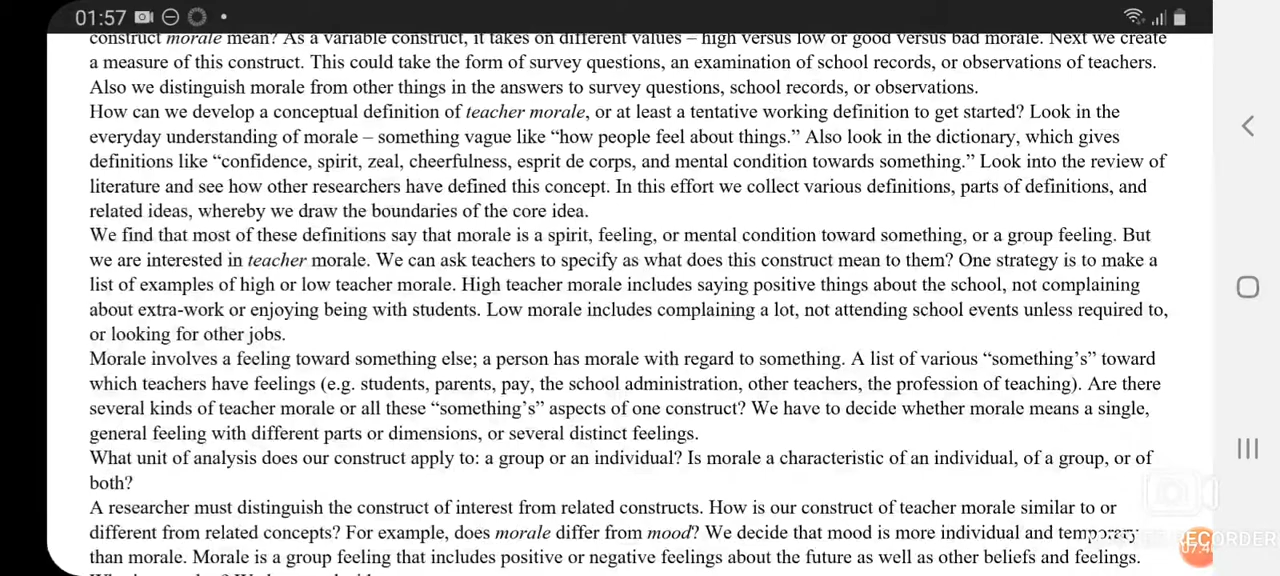 01:57
construct morale mean? As a variable construct, it takes on different values – high versus low or good versus bad morale. Next we create
a measure of this construct. This could take the form of survey questions, an examination of school records, or observations of teachers.
Also we distinguish morale from other things in the answers to survey questions, school records, or observations.
How can we develop a conceptual definition of teacher morale, or at least a tentative working definition to get started? Look in the
everyday understanding of morale – something vague like “how people feel about things.” Also look in the dictionary, which gives
definitions like “confidence, spirit, zeal, cheerfulness, esprit de corps, and mental condition towards something.” Look into the review of
literature and see how other researchers have defined this concept. In this effort we collect various definitions, parts of definitions, and
related ideas, whereby we draw the boundaries of the core idea.
We find that most of these definitions say that morale is a spirit, feeling, or mental condition toward something, or a group feeling. But
we are interested in teacher morale. We can ask teachers to specify as what does this construct mean to them? One strategy is to make a
list of examples of high or low teacher morale. High teacher morale includes saying positive things about the school, not complaining
about extra-work or enjoying being with students. Low morale includes complaining a lot, not attending school events unless required to,
or looking for other jobs.
Morale involves a feeling toward something else; a person has morale with regard to something. A list of various “something’s” toward
which teachers have feelings (e.g. students, parents, pay, the school administration, other teachers, the profession of teaching). Are there
several kinds of teacher morale or all these “something’s” aspects of one construct? We have to decide whether morale means a single,
general feeling with different parts or dimensions, or several distinct feelings.
What unit of analysis does our construct apply to: a group or an individual? Is morale a characteristic of an individual, of a group, or of
both?
A researcher must distinguish the construct of interest from related constructs. How is our construct of teacher morale similar to or
different from related concepts? For example, does morale differ from mood? We decide that mood is more individual and temporary
than morale. Morale is a group feeling that includes positive or negative feelings about the future as well as other beliefs and feelings.
RECORDER